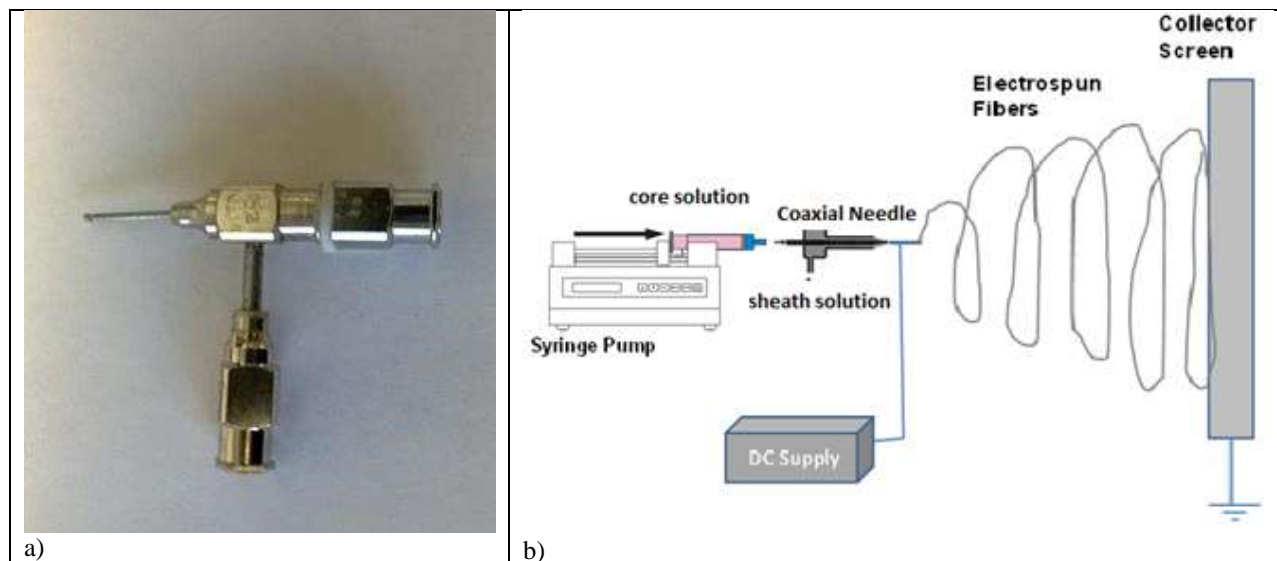 a)
Collector
Screen
Electrospun
Fibers
core solution
Coaxial Needle
sheath solution
Syringe Pump
DC Supply
b)